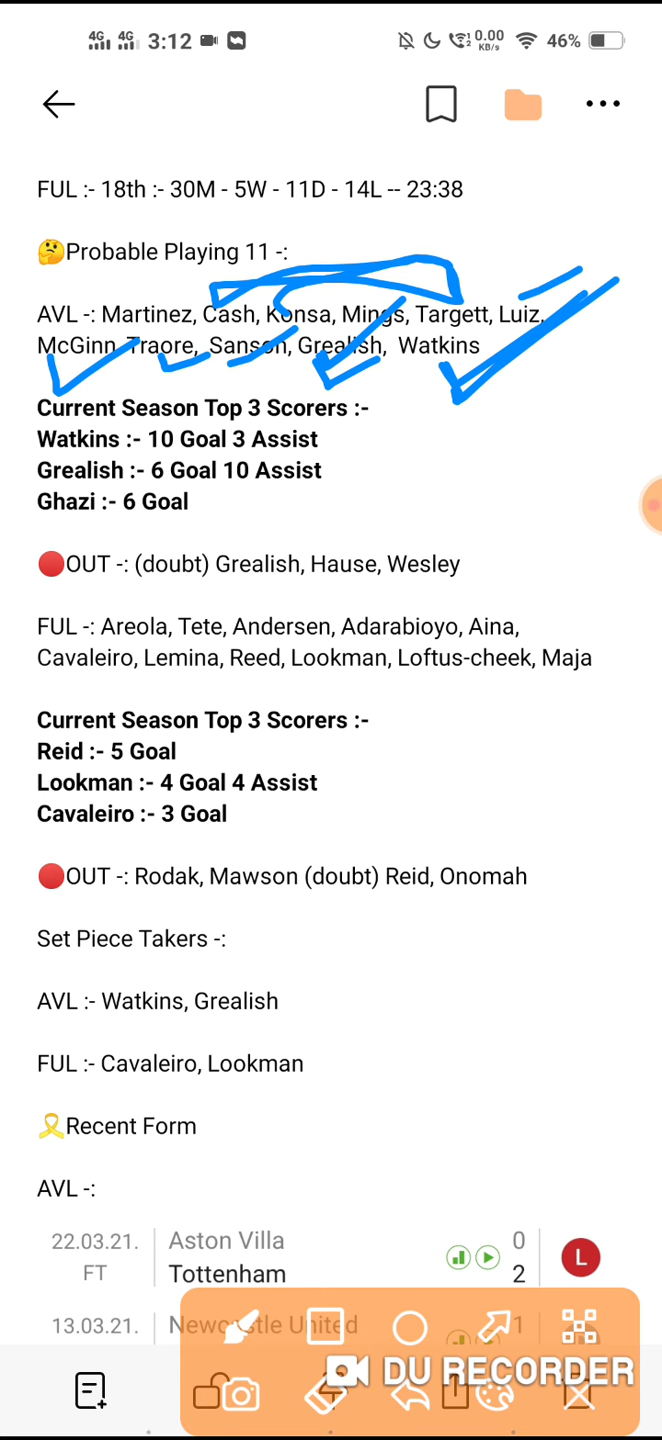 4G 4G 3:12 0.00 KB/s 46%
FUL :- 18th :- 30M - 5W - 11D - 14L -- 23:38
🤔Probable Playing 11 -:
AVL -: Martinez, Cash, Konsa, Mings, Targett, Luiz,
McGinn, Traore, Sanson, Grealish, Watkins
Current Season Top 3 Scorers :-
Watkins :- 10 Goal 3 Assist
Grealish :- 6 Goal 10 Assist
Ghazi :- 6 Goal
🔴OUT -: (doubt) Grealish, Hause, Wesley
FUL -: Areola, Tete, Andersen, Adarabioyo, Aina,
Cavaleiro, Lemina, Reed, Lookman, Loftus-cheek, Maja
Current Season Top 3 Scorers :-
Reid :- 5 Goal
Lookman :- 4 Goal 4 Assist
Cavaleiro :- 3 Goal
🔴OUT -: Rodak, Mawson (doubt) Reid, Onomah
Set Piece Takers -:
AVL :- Watkins, Grealish
FUL :- Cavaleiro, Lookman
🎗Recent Form
AVL -:
22.03.21. Aston Villa 0
FT Tottenham 2 L
13.03.21. Newcastle United 1
DU RECORDER